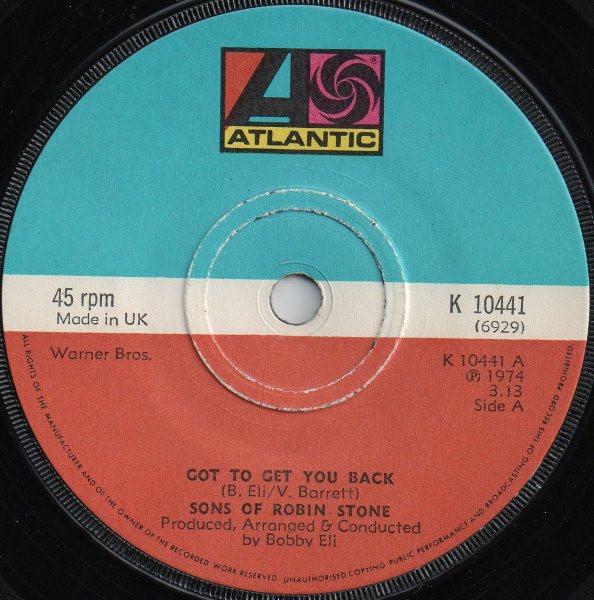 ATLANTIC
45 rpm
Made in UK
K 10441
(6929)
Warner Bros.
K 10441 A
℗ 1974
3.13
Side A
GOT TO GET YOU BACK
(B. Eli/V. Barrett)
SONS OF ROBIN STONE
Produced, Arranged & Conducted
by Bobby Eli
ALL RIGHTS OF THE MANUFACTURER AND OF THE OWNER OF THE RECORDED WORK RESERVED. UNAUTHORISED COPYING PUBLIC PERFORMANCE AND BROADCASTING OF THIS RECORD PROHIBITED.